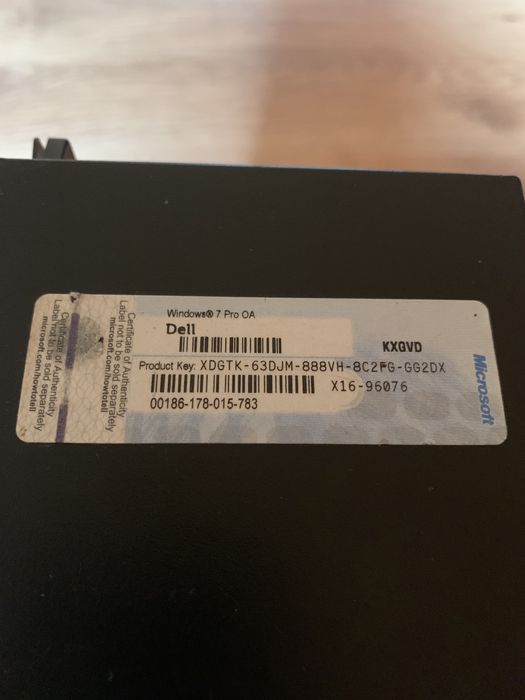 Windows® 7 Pro OA
Dell
KXGVD
Product Key: XDGTK-63DJM-888VH-8C2FG-GG2DX
X16-96076
00186-178-015-783
Microsoft
Certificate of Authenticity
Label not to be sold separately
microsoft.com/howtotell
Certificate of Authenticity
Label not to be sold separately
microsoft.com/howtotell